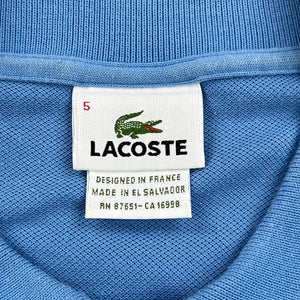 5
LACOSTE
DESIGNED IN FRANCE
MADE IN EL SALVADOR
RN 87651 - CA 16998